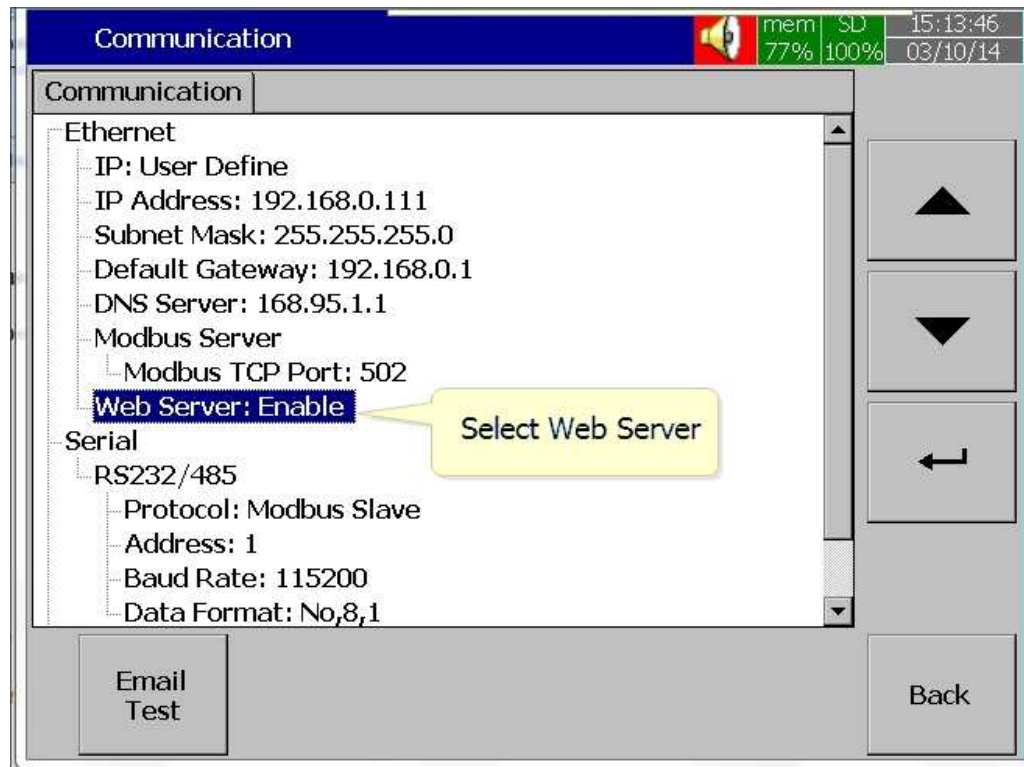 Communication
mem SD 15:13:46
77% 100% 03/10/14
Communication
Ethernet
IP: User Define
IP Address: 192.168.0.111
Subnet Mask: 255.255.255.0
Default Gateway: 192.168.0.1
DNS Server: 168.95.1.1
Modbus Server
Modbus TCP Port: 502
Web Server: Enable
Select Web Server
Serial
RS232/485
Protocol: Modbus Slave
Address: 1
Baud Rate: 115200
Data Format: No,8,1
Email
Test
Back